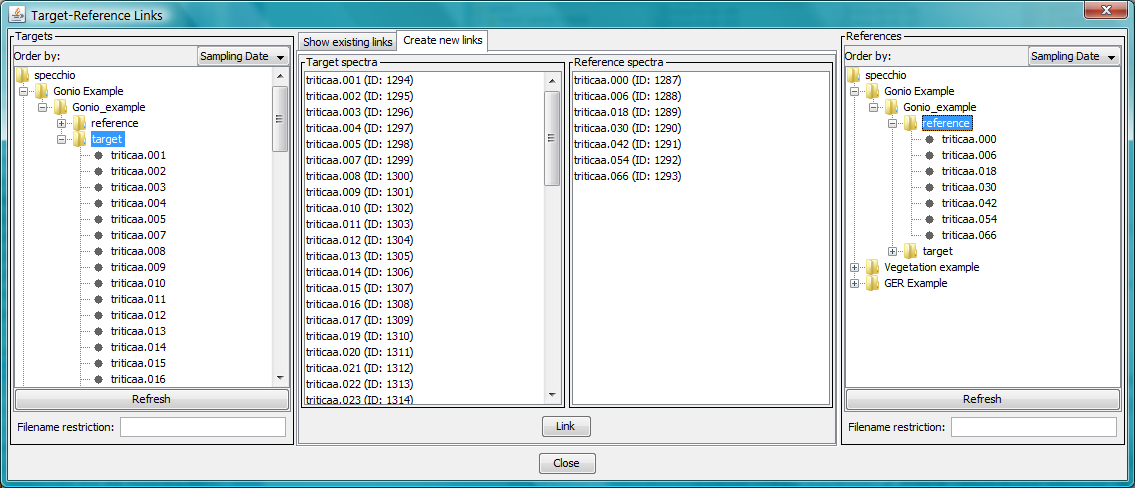 Target-Reference Links
Targets
Order by:
Sampling Date
specchio
Gonio Example
Gonio_example
reference
target
triticaa.001
triticaa.002
triticaa.003
triticaa.004
triticaa.005
triticaa.007
triticaa.008
triticaa.009
triticaa.010
triticaa.011
triticaa.012
triticaa.013
triticaa.014
triticaa.015
triticaa.016
Refresh
Filename restriction:
Show existing links
Create new links
Target spectra
triticaa.001 (ID: 1294)
triticaa.002 (ID: 1295)
triticaa.003 (ID: 1296)
triticaa.004 (ID: 1297)
triticaa.005 (ID: 1298)
triticaa.007 (ID: 1299)
triticaa.008 (ID: 1300)
triticaa.009 (ID: 1301)
triticaa.010 (ID: 1302)
triticaa.011 (ID: 1303)
triticaa.012 (ID: 1304)
triticaa.013 (ID: 1305)
triticaa.014 (ID: 1306)
triticaa.015 (ID: 1307)
triticaa.016 (ID: 1308)
triticaa.017 (ID: 1309)
triticaa.019 (ID: 1310)
triticaa.020 (ID: 1311)
triticaa.021 (ID: 1312)
triticaa.022 (ID: 1313)
triticaa.023 (ID: 1314)
Reference spectra
triticaa.000 (ID: 1287)
triticaa.006 (ID: 1288)
triticaa.018 (ID: 1289)
triticaa.030 (ID: 1290)
triticaa.042 (ID: 1291)
triticaa.054 (ID: 1292)
triticaa.066 (ID: 1293)
Link
Close
References
Order by:
Sampling Date
specchio
Gonio Example
Gonio_example
reference
triticaa.000
triticaa.006
triticaa.018
triticaa.030
triticaa.042
triticaa.054
triticaa.066
target
Vegetation example
GER Example
Refresh
Filename restriction: